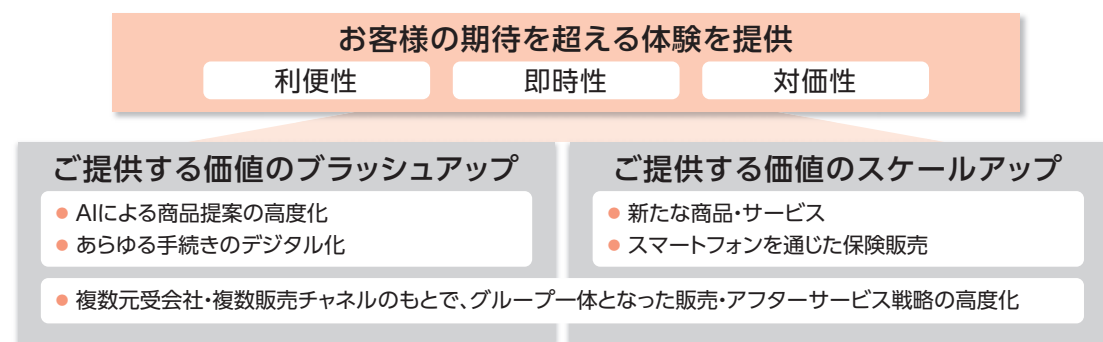 お客様の期待を超える体験を提供
利便性
即時性
対価性
ご提供する価値のブラッシュアップ
● AIによる商品提案の高度化
● あらゆる手続きのデジタル化
ご提供する価値のスケールアップ
● 新たな商品・サービス
● スマートフォンを通じた保険販売
● 複数元受会社・複数販売チャネルのもとで、グループ一体となった販売・アフターサービス戦略の高度化